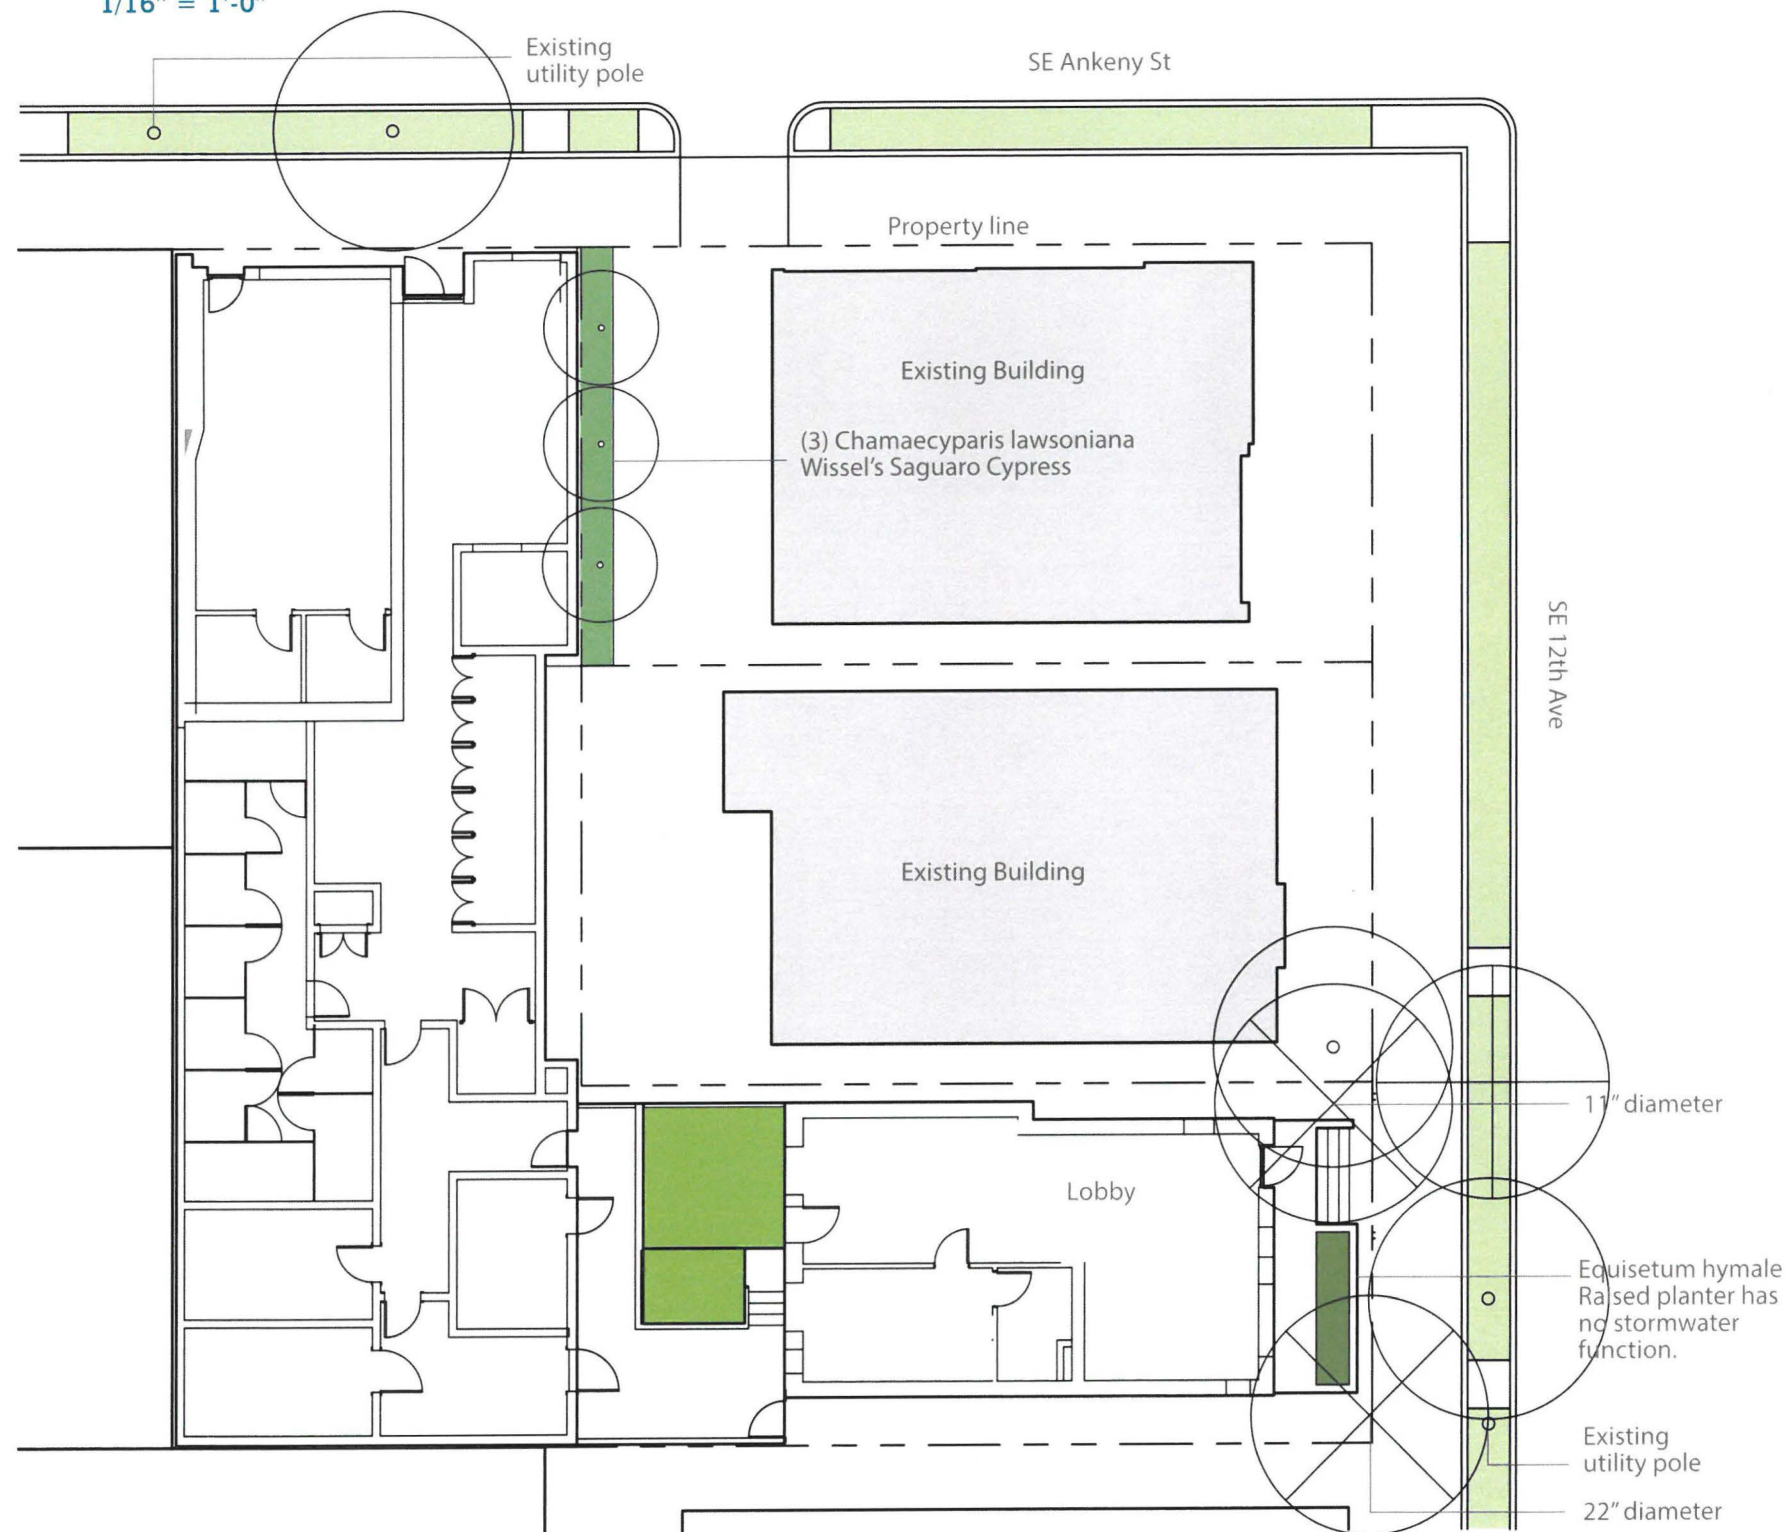 1/16" = 1'-0"
Existing
utility pole
SE Ankeny St
Property line
Existing Building
(3) Chamaecyparis lawsoniana
Wissel's Saguaro Cypress
SE 12th Ave
Existing Building
11" diameter
Lobby
Equisetum hymale
Raised planter has
no stormwater
function.
Existing
utility pole
22" diameter